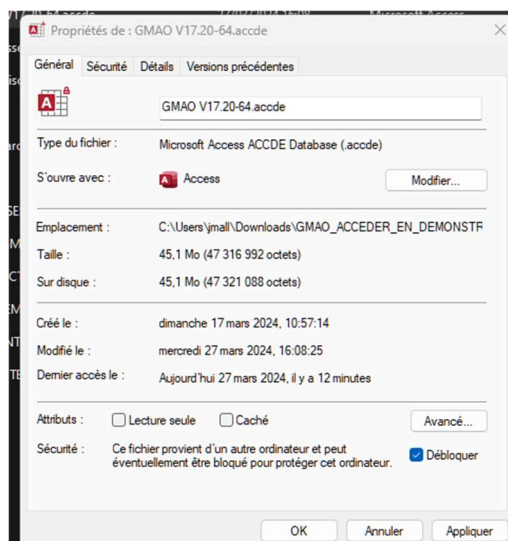 Propriétés de : GMAO V17.20-64.accde
Général Sécurité Détails Versions précédentes
GMAO V17.20-64.accde
Type du fichier : Microsoft Access ACCDE Database (.accde)
S'ouvre avec : Access Modifier...
Emplacement : C:\Users\jmall\Downloads\GMAO_ACCEDER_EN_DEMONSTR
Taille : 45,1 Mo (47 316 992 octets)
Sur disque : 45,1 Mo (47 321 088 octets)
Créé le : dimanche 17 mars 2024, 10:57:14
Modifié le : mercredi 27 mars 2024, 16:08:25
Dernier accès le : Aujourd'hui 27 mars 2024, il y a 12 minutes
Attributs : Lecture seule Caché Avancé...
Sécurité : Ce fichier provient d'un autre ordinateur et peut
éventuellement être bloqué pour protéger cet ordinateur. Débloquer
OK Annuler Appliquer